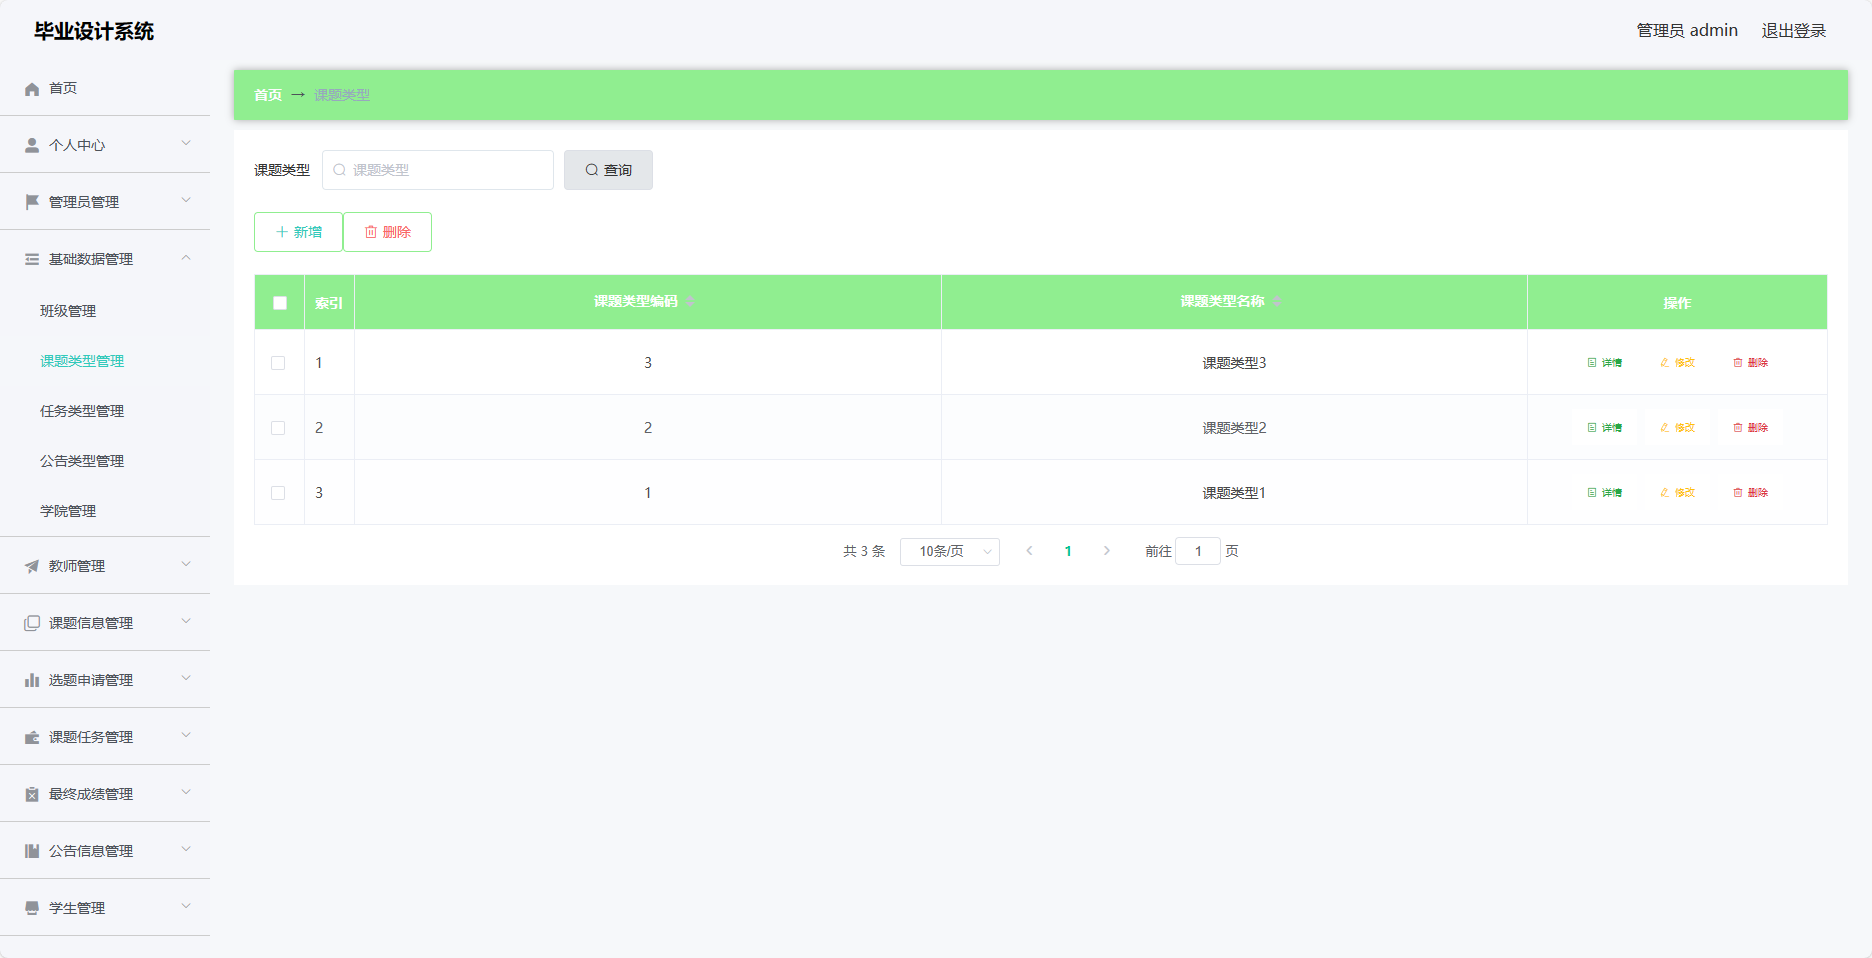 毕业设计系统
管理员 admin 退出登录
首页
个人中心
管理员管理
基础数据管理
班级管理
课题类型管理
任务类型管理
公告类型管理
学院管理
教师管理
课题信息管理
选题申请管理
课题任务管理
最终成绩管理
公告信息管理
学生管理
首页 → 课题类型
课题类型 课题类型 查询
新增 删除
索引 课题类型编码 课题类型名称 操作
1 3 课题类型3 详情 修改 删除
2 2 课题类型2 详情 修改 删除
3 1 课题类型1 详情 修改 删除
共 3 条 10条/页 1 前往 1 页